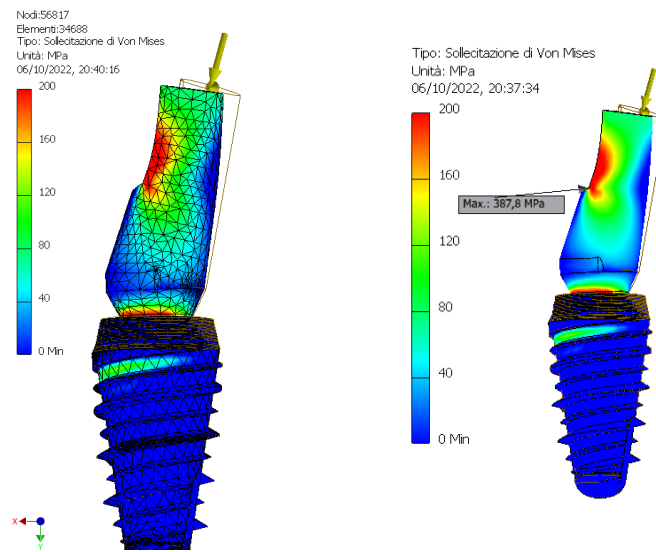 Nodi:56817
Elementi:34688
Tipo: Sollecitazione di Von Mises
Unità: MPa
06/10/2022, 20:40:16
200
160
120
80
40
0 Min
X
Y
Tipo: Sollecitazione di Von Mises
Unità: MPa
06/10/2022, 20:37:34
200
160
120
80
40
0 Min
Max.: 387,8 MPa